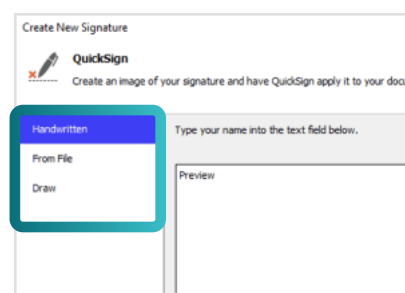 Create New Signature
QuickSign
Create an image of your signature and have QuickSign apply it to your
Handwritten
Type your name into the text field below.
From File
Preview
Draw